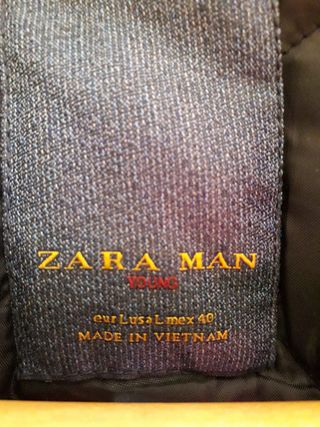 ZARA MAN
YOUNG
eur L usa L mex 40
MADE IN VIETNAM